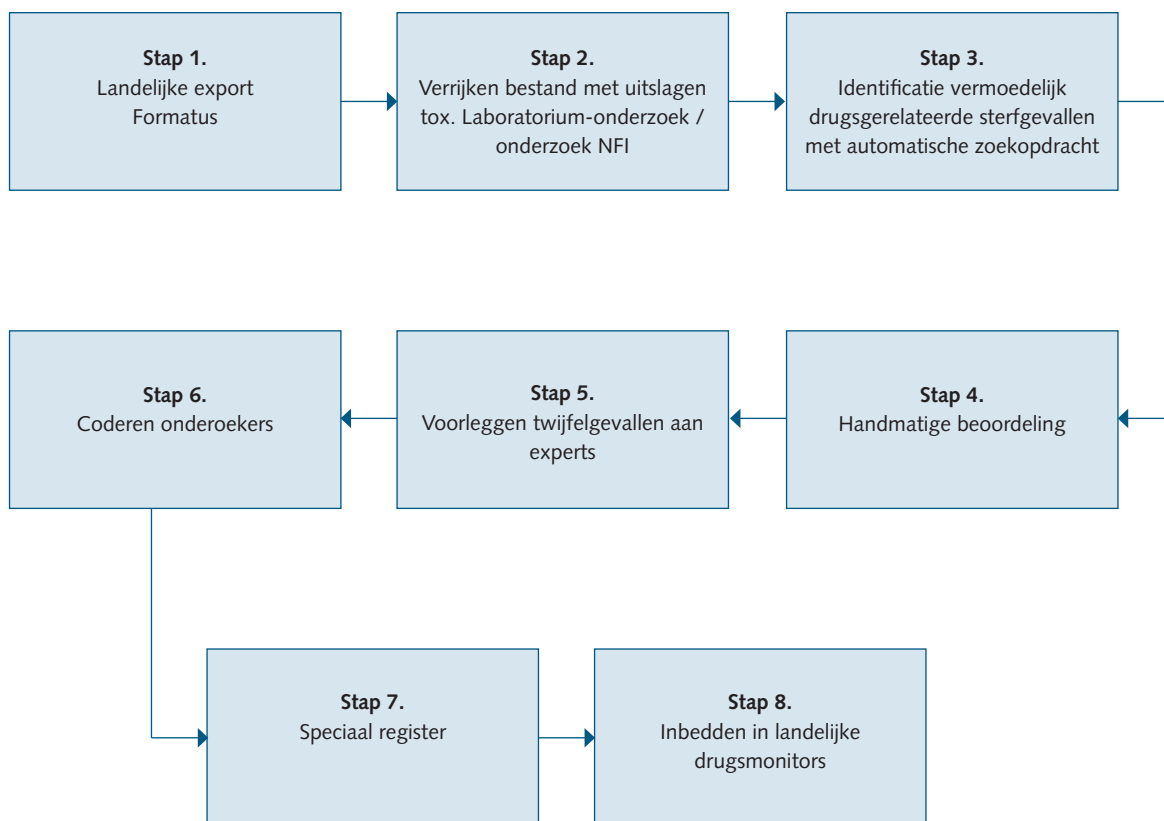 Stap 1.
Landelijke export
Formatus
Stap 2.
Verrijken bestand met uitslagen
tox. Laboratorium-onderzoek /
onderzoek NFI
Stap 3.
Identificatie vermoedelijk
drugsgerelateerde sterfgevallen
met automatische zoekopdracht
Stap 4.
Handmatige beoordeling
Stap 5.
Voorleggen twijfelgevallen aan
experts
Stap 6.
Coderen onderoekers
Stap 7.
Speciaal register
Stap 8.
Inbedden in landelijke
drugsmonitors